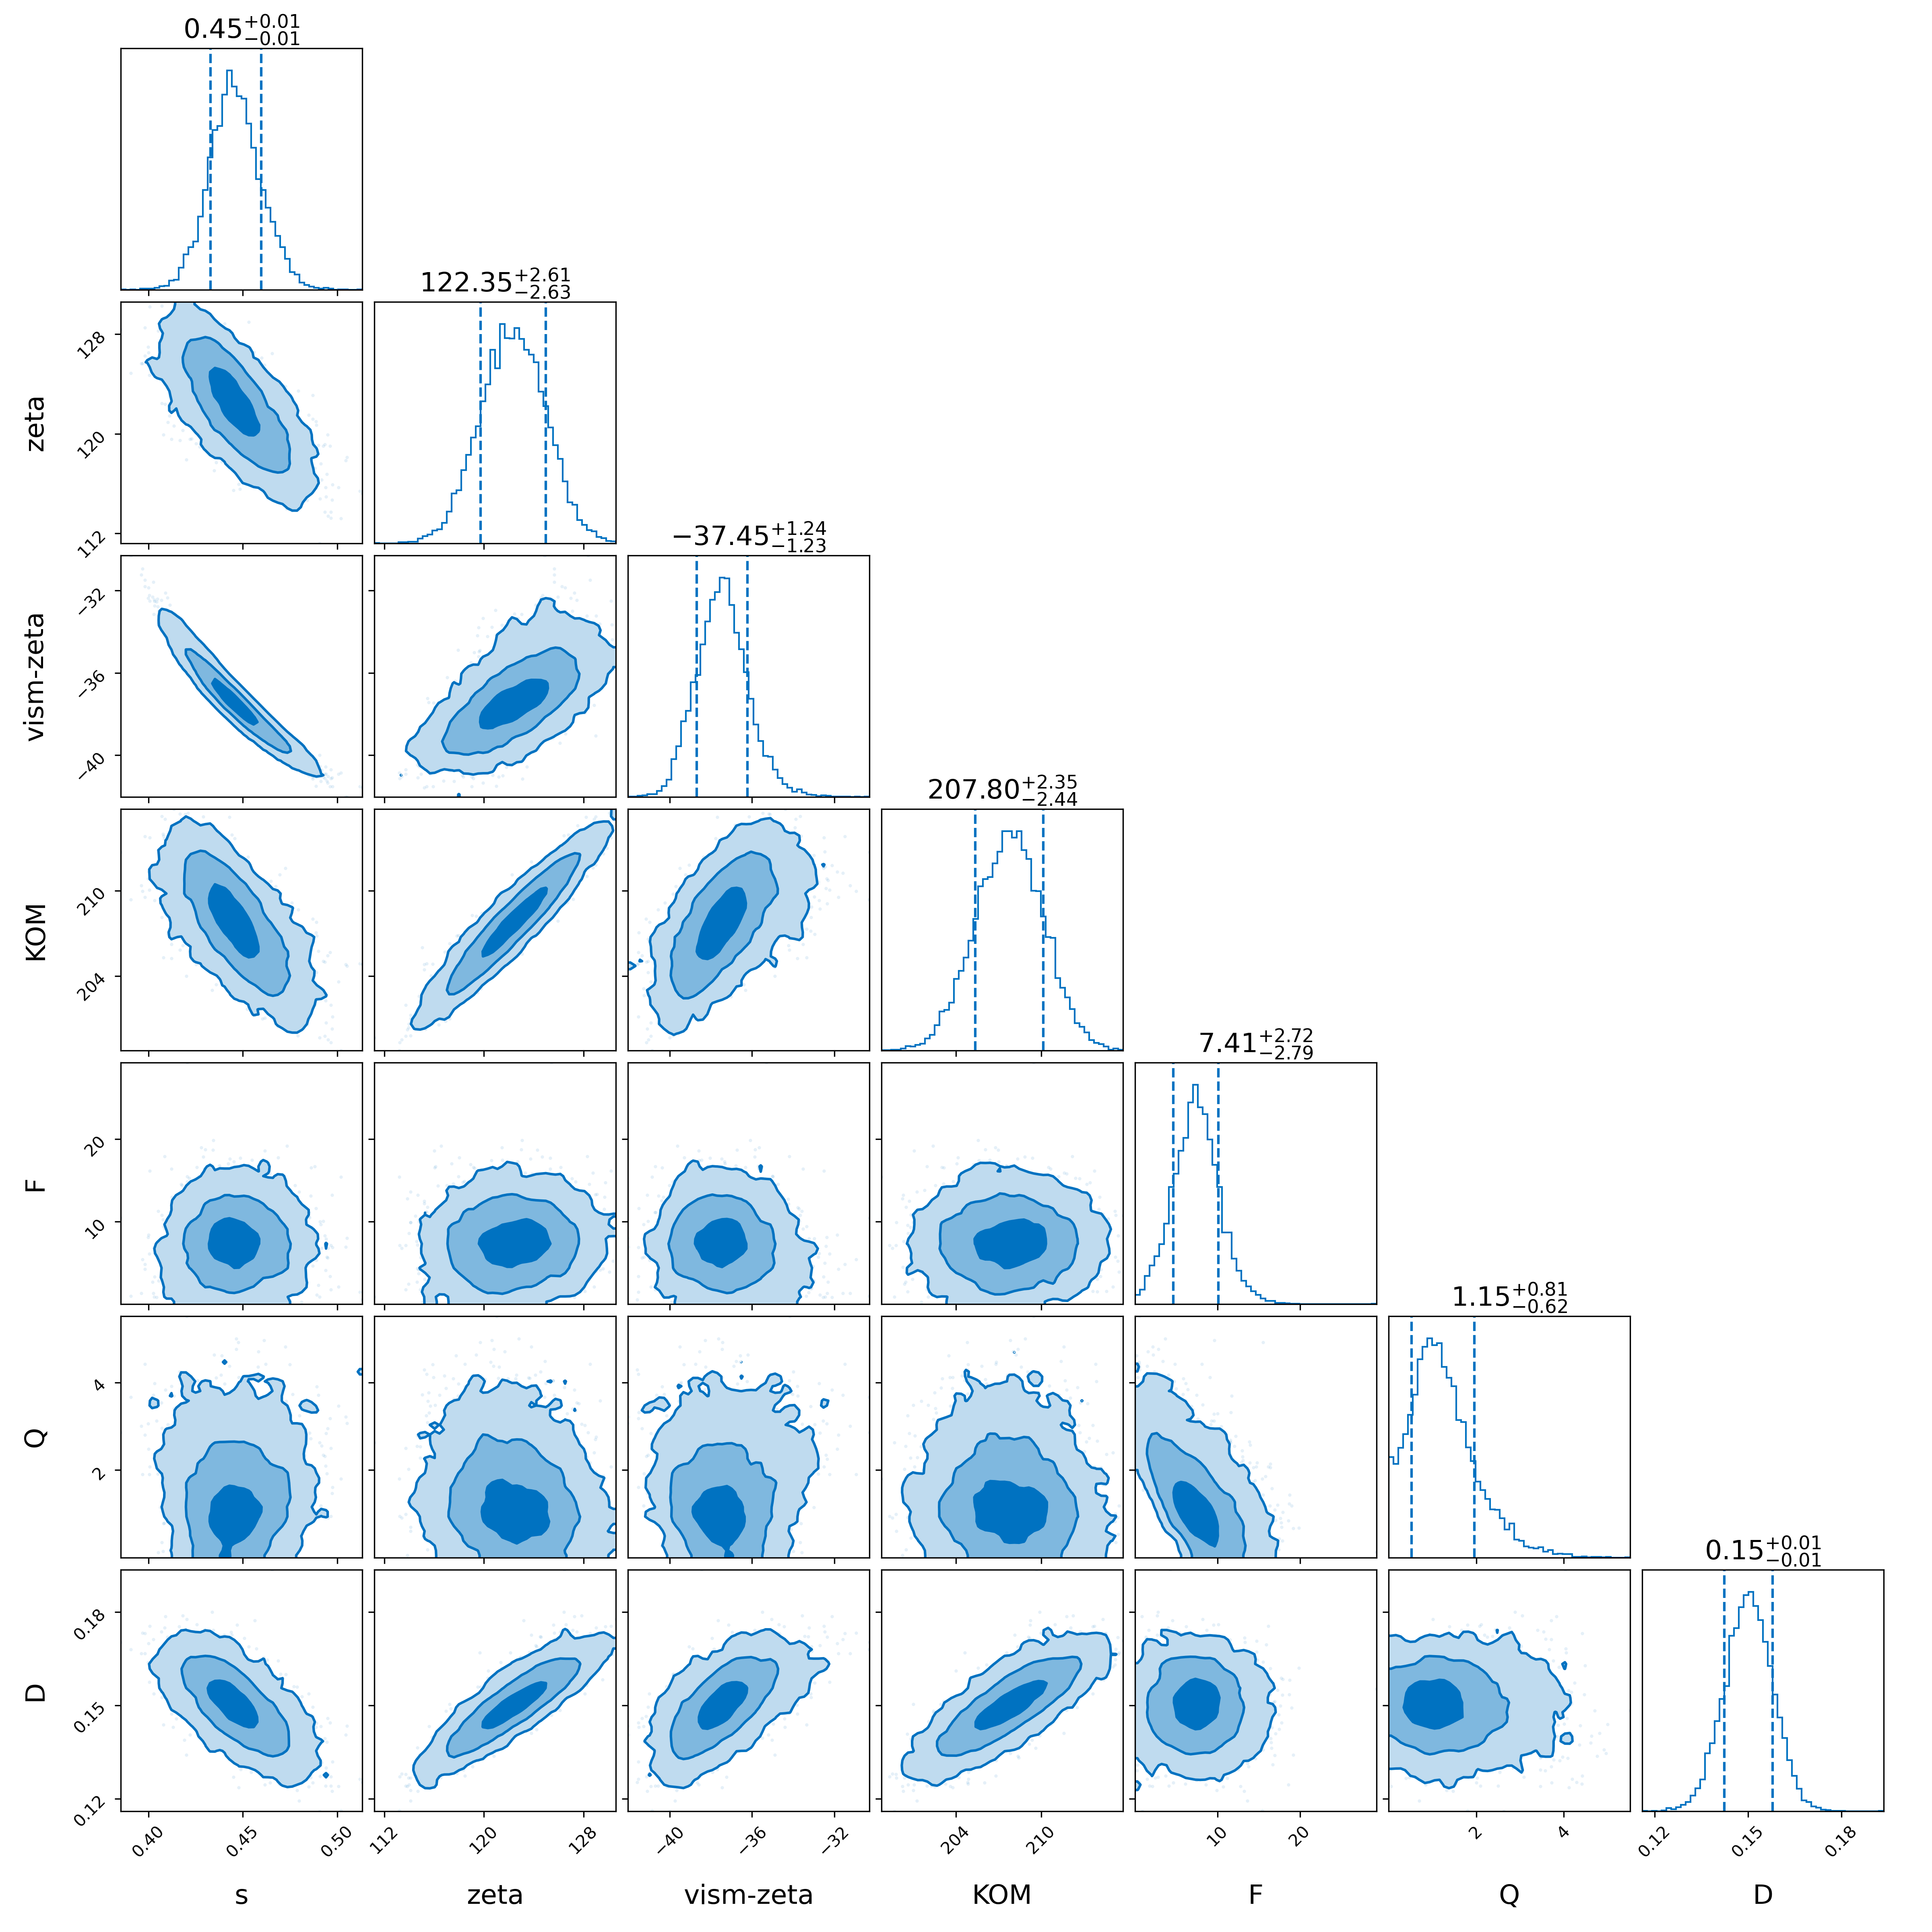 0.45+0.01−0.01
122.35+2.61−2.63
zeta
128
120
112
−37.45+1.24−1.23
vism-zeta
−32
−36
−40
207.80+2.35−2.44
KOM
210
204
7.41+2.72−2.79
F
20
10
1.15+0.81−0.62
Q
4
2
0.15+0.01−0.01
D
0.18
0.15
0.12
0.40 0.45 0.50 112 120 128 −40 −36 −32 204 210 10 20 2 4 0.12 0.15 0.18
s zeta vism-zeta KOM F Q D